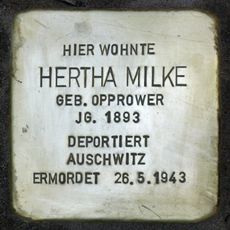 HIER WOHNTE
HERTHA MILKE
GEB. OPPROWER
JG. 1893
DEPORTIERT
AUSCHWITZ
ERMORDET 26.5.1943